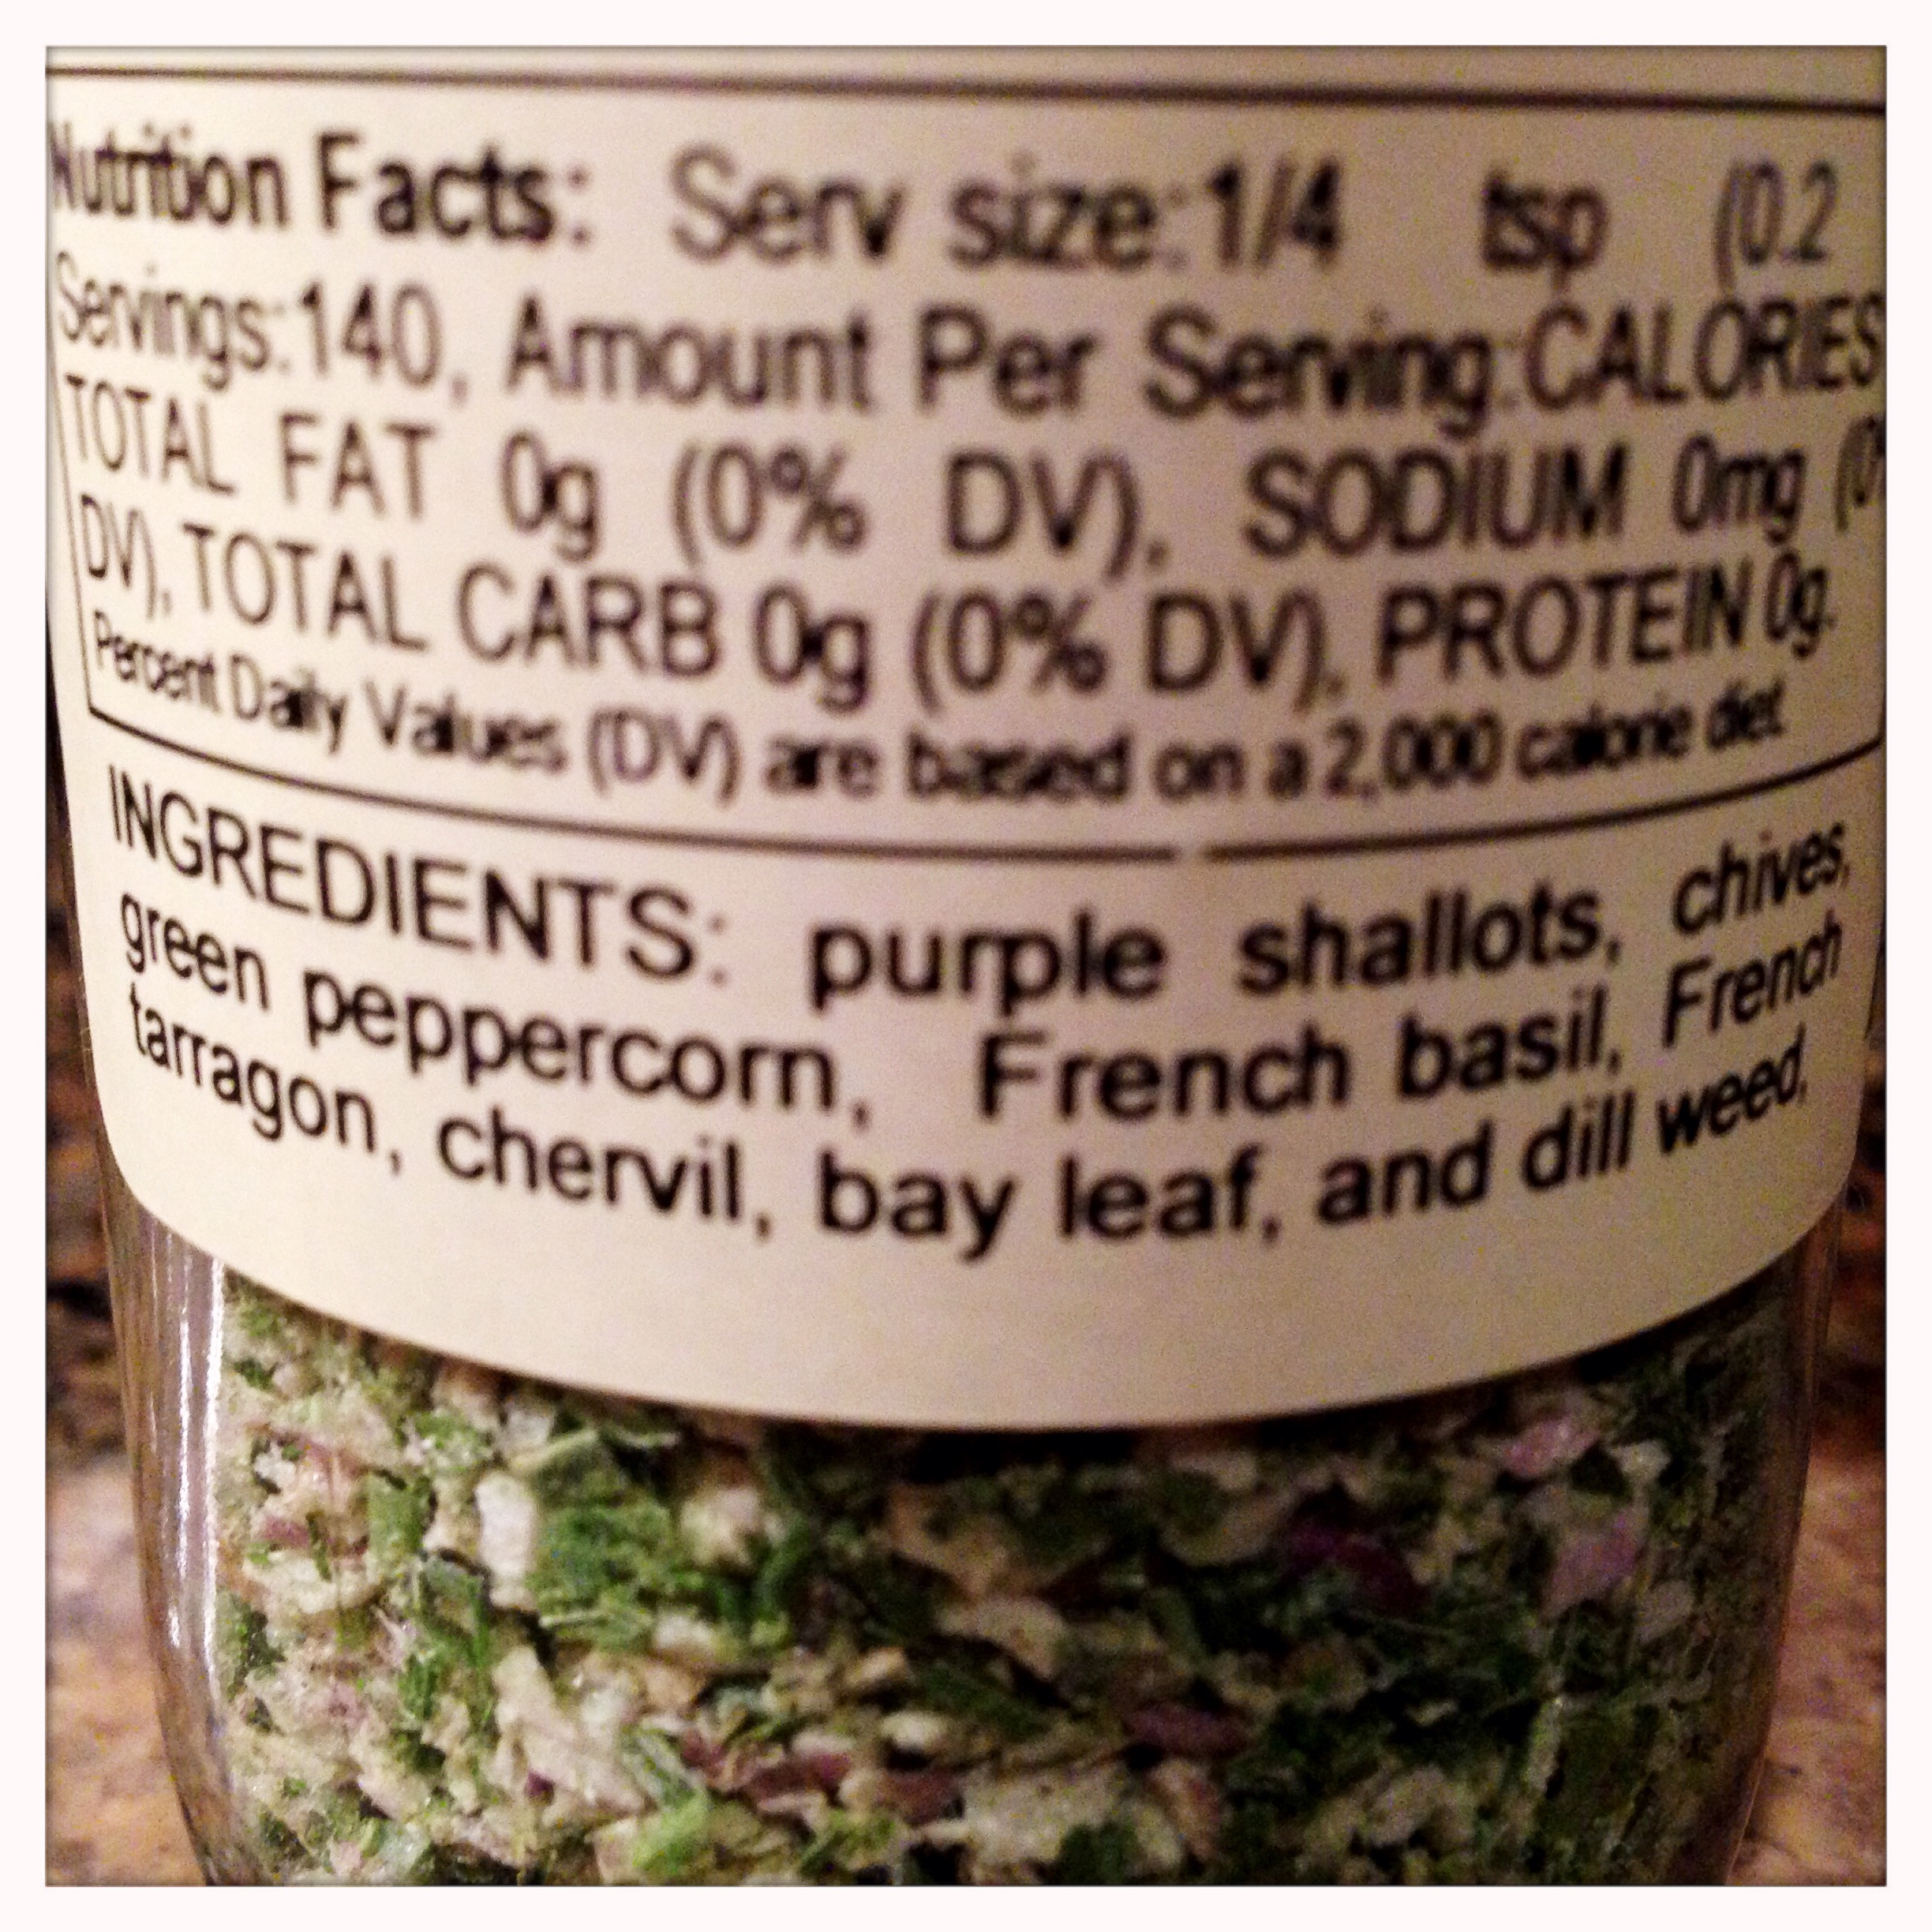 Nutrition Facts: Serv size:1/4 tsp (0.2
Servings:140, Amount Per Serving:CALORIES
TOTAL FAT 0g (0% DV), SODIUM 0mg (0%
DV), TOTAL CARB 0g (0% DV), PROTEIN 0g.
Percent Daily Values (DV) are based on a 2,000 calorie diet
INGREDIENTS: purple shallots, chives,
green peppercorn, French basil, French
tarragon, chervil, bay leaf, and dill weed,